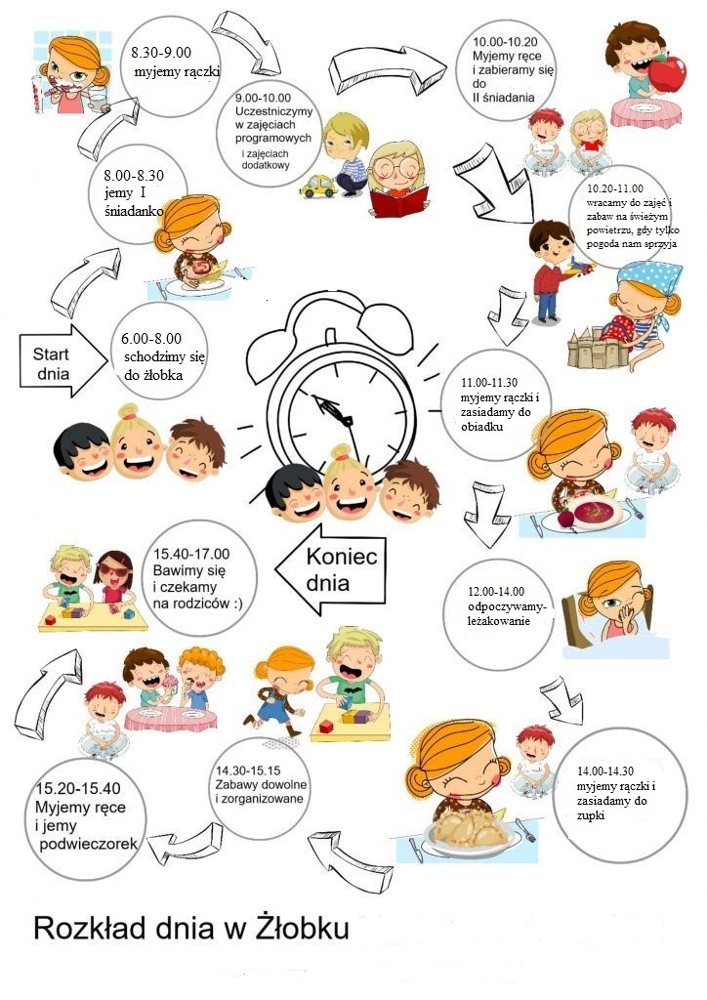 Start
dnia
6.00-8.00
schodzimy się
do żłobka
8.00-8.30
jemy I
śniadanko
8.30-9.00
myjemy rączki
9.00-10.00
Uczestniczymy
w zajęciach
programowych
i zajęciach
dodatkowy
10.00-10.20
Myjemy ręce
i zabieramy się
do
II śniadania
10.20-11.00
wracamy do zajęć i
zabaw na świeżym
powietrzu, gdy tylko
pogoda nam sprzyja
11.00-11.30
myjemy rączki i
zasiadamy do
obiadku
12.00-14.00
odpoczywamy-
leżakowanie
14.00-14.30
myjemy rączki i
zasiadamy do
zupki
14.30-15.15
Zabawy dowolne
i zorganizowane
15.20-15.40
Myjemy ręce
i jemy
podwieczorek
15.40-17.00
Bawimy się
i czekamy
na rodziców :)
Koniec
dnia
Rozkład dnia w Żłobku